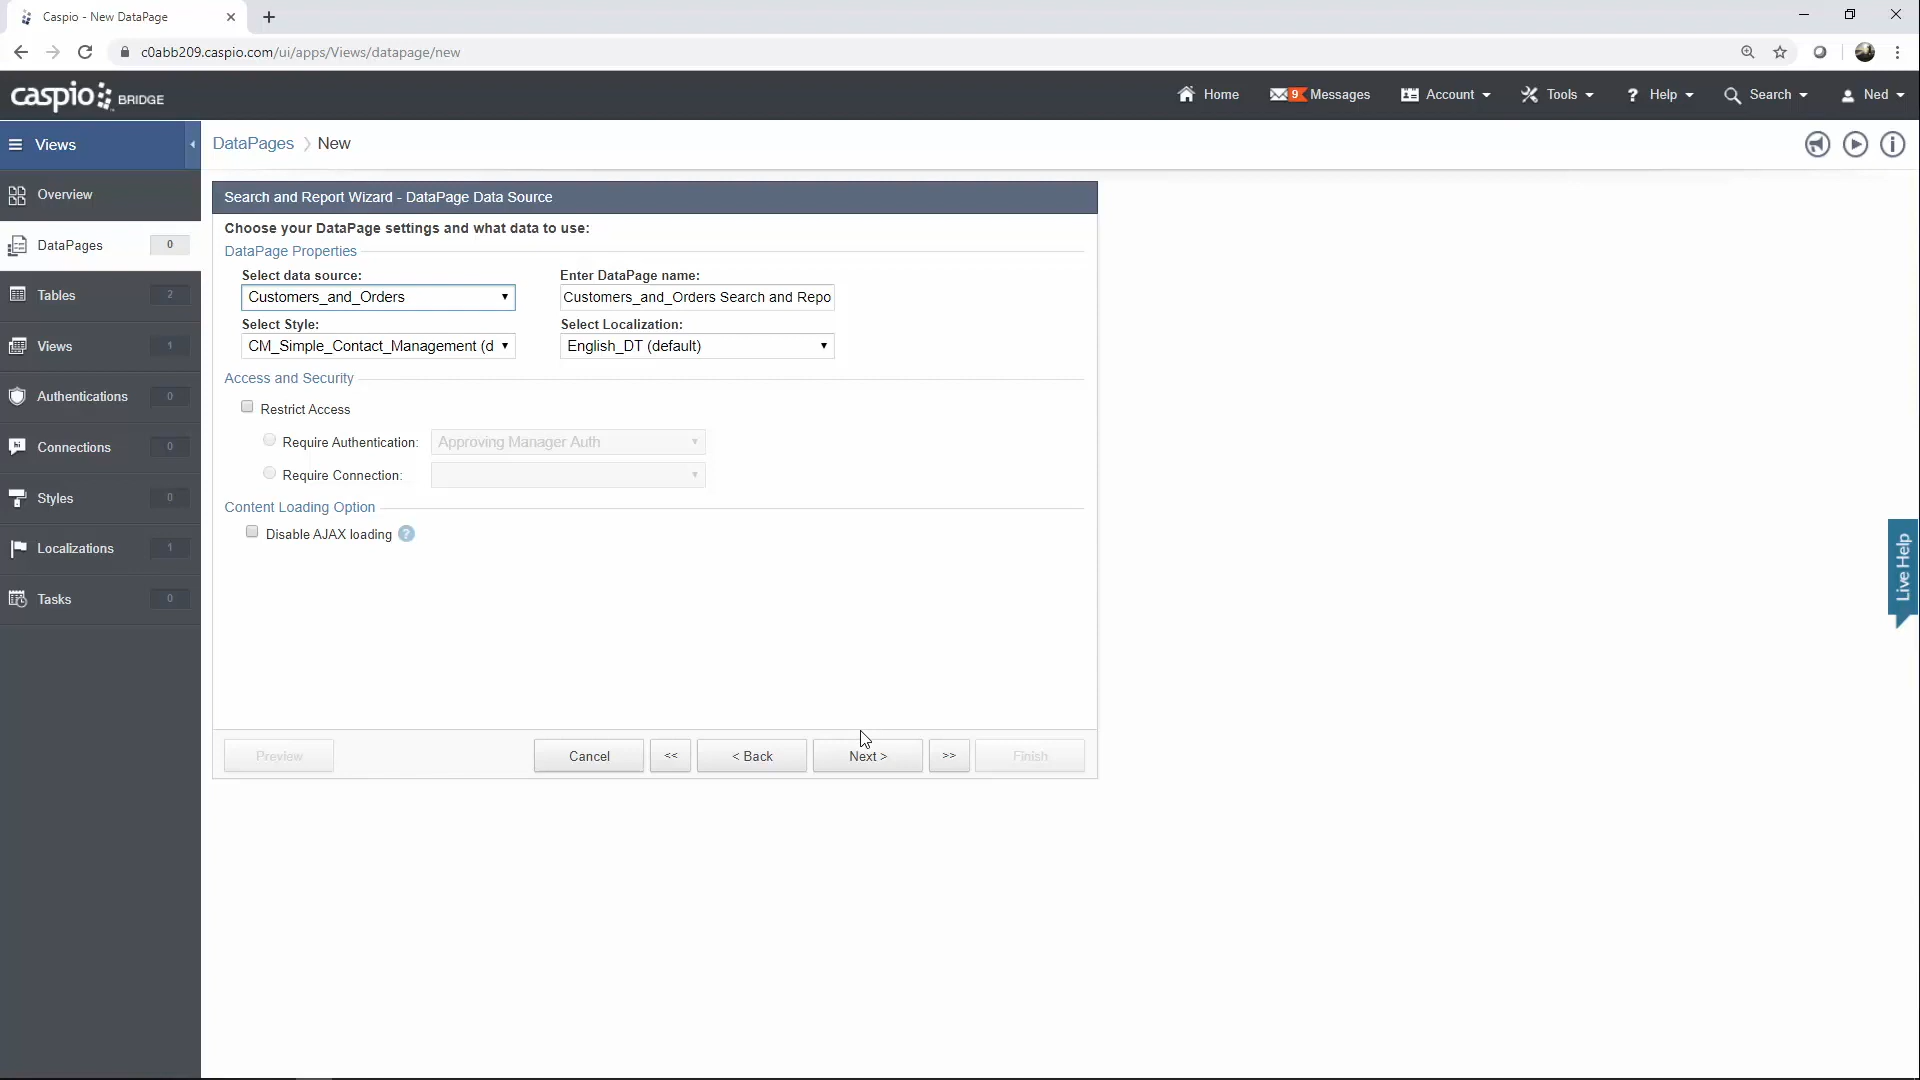 Caspio - New DataPage
c0abb209.caspio.com/ui/apps/Views/datapage/new
caspio BRIDGE
Home
9 Messages
Account
Tools
? Help
Search
Ned
Views
DataPages
New
Overview
DataPages 0
Tables 2
Views 1
Authentications 0
Connections 0
Styles 0
Localizations 1
Tasks 0
Search and Report Wizard - DataPage Data Source
Choose your DataPage settings and what data to use:
DataPage Properties
Select data source: Enter DataPage name:
Customers_and_Orders Customers_and_Orders Search and Repo
Select Style: Select Localization:
CM_Simple_Contact_Management (d English_DT (default)
Access and Security
Restrict Access
Require Authentication: Approving Manager Auth
Require Connection:
Content Loading Option
Disable AJAX loading ?
Preview Cancel << < Back Next > >> Finish
Live Help